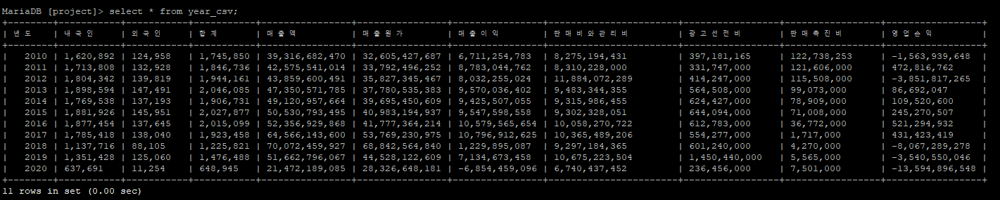 MariaDB [project]> select * from year_csv;
+---------+-----------+---------+-----------+----------------+----------------+----------------+-----------------------+----------------+----------------+-----------------+
| 년도 | 내국인 | 외국인 | 합계 | 매출액 | 매출원가 | 매출이익 | 판매비와관리비 | 광고선전비 | 판매촉진비 | 영업손익 |
+---------+-----------+---------+-----------+----------------+----------------+----------------+-----------------------+----------------+----------------+-----------------+
| 2010 | 1,620,892 | 124,958 | 1,745,850 | 39,316,682,470 | 32,605,427,687 | 6,711,254,783 | 8,275,194,431 | 397,181,165 | 122,738,253 | -1,563,939,648 |
| 2011 | 1,713,808 | 132,928 | 1,846,736 | 42,575,541,014 | 33,792,496,252 | 8,783,044,762 | 8,310,228,000 | 331,747,000 | 121,606,000 | 472,816,762 |
| 2012 | 1,804,342 | 139,819 | 1,944,161 | 43,859,600,491 | 35,827,345,467 | 8,032,255,024 | 11,884,072,289 | 414,247,000 | 115,508,000 | -3,851,817,265 |
| 2013 | 1,898,594 | 147,491 | 2,046,085 | 47,350,571,785 | 37,780,535,383 | 9,570,036,402 | 9,483,344,355 | 564,508,000 | 99,073,000 | 86,692,047 |
| 2014 | 1,769,538 | 137,193 | 1,906,731 | 49,120,957,664 | 39,695,450,609 | 9,425,507,055 | 9,315,986,455 | 624,427,000 | 78,909,000 | 109,520,600 |
| 2015 | 1,881,926 | 145,951 | 2,027,877 | 50,530,793,495 | 40,983,194,937 | 9,547,598,558 | 9,302,328,051 | 644,094,000 | 71,008,000 | 245,270,507 |
| 2016 | 1,877,454 | 137,645 | 2,015,099 | 52,356,929,868 | 41,777,364,214 | 10,579,565,654 | 10,058,270,722 | 612,783,000 | 36,772,000 | 521,294,932 |
| 2017 | 1,785,418 | 138,040 | 1,923,458 | 64,566,143,600 | 53,769,230,975 | 10,796,912,625 | 10,365,489,206 | 554,277,000 | 1,717,000 | 431,423,419 |
| 2018 | 1,137,716 | 88,105 | 1,225,821 | 70,072,459,927 | 68,842,564,840 | 1,229,895,087 | 9,297,184,365 | 601,240,000 | 4,270,000 | -8,067,289,278 |
| 2019 | 1,351,428 | 125,060 | 1,476,488 | 51,662,796,067 | 44,528,122,609 | 7,134,673,458 | 10,675,223,504 | 1,450,440,000 | 5,565,000 | -3,540,550,046 |
| 2020 | 637,691 | 11,254 | 648,945 | 21,472,189,085 | 28,326,648,181 | -6,854,459,096 | 6,740,437,452 | 236,456,000 | 7,501,000 | -13,594,896,548 |
+---------+-----------+---------+-----------+----------------+----------------+----------------+-----------------------+----------------+----------------+-----------------+
11 rows in set (0.00 sec)